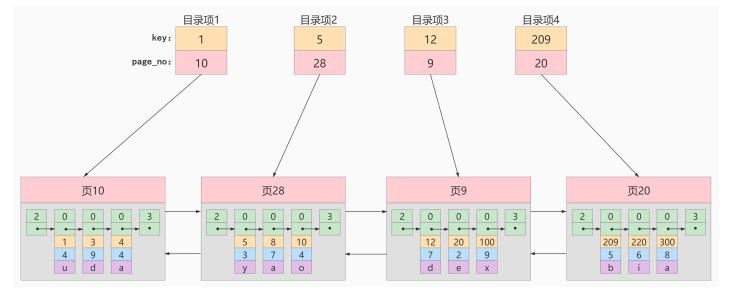 目录项1 目录项2 目录项3 目录项4
key: 1 5 12 209
page_no: 10 28 9 20
页10 页28 页9 页20
2 0 0 0 3 2 0 0 0 3 2 0 0 0 3 2 0 0 0 3
1 3 4 5 8 10 12 20 100 209 220 300
4 9 4 3 7 4 7 2 9 5 6 8
u d a y a o d e x b i a